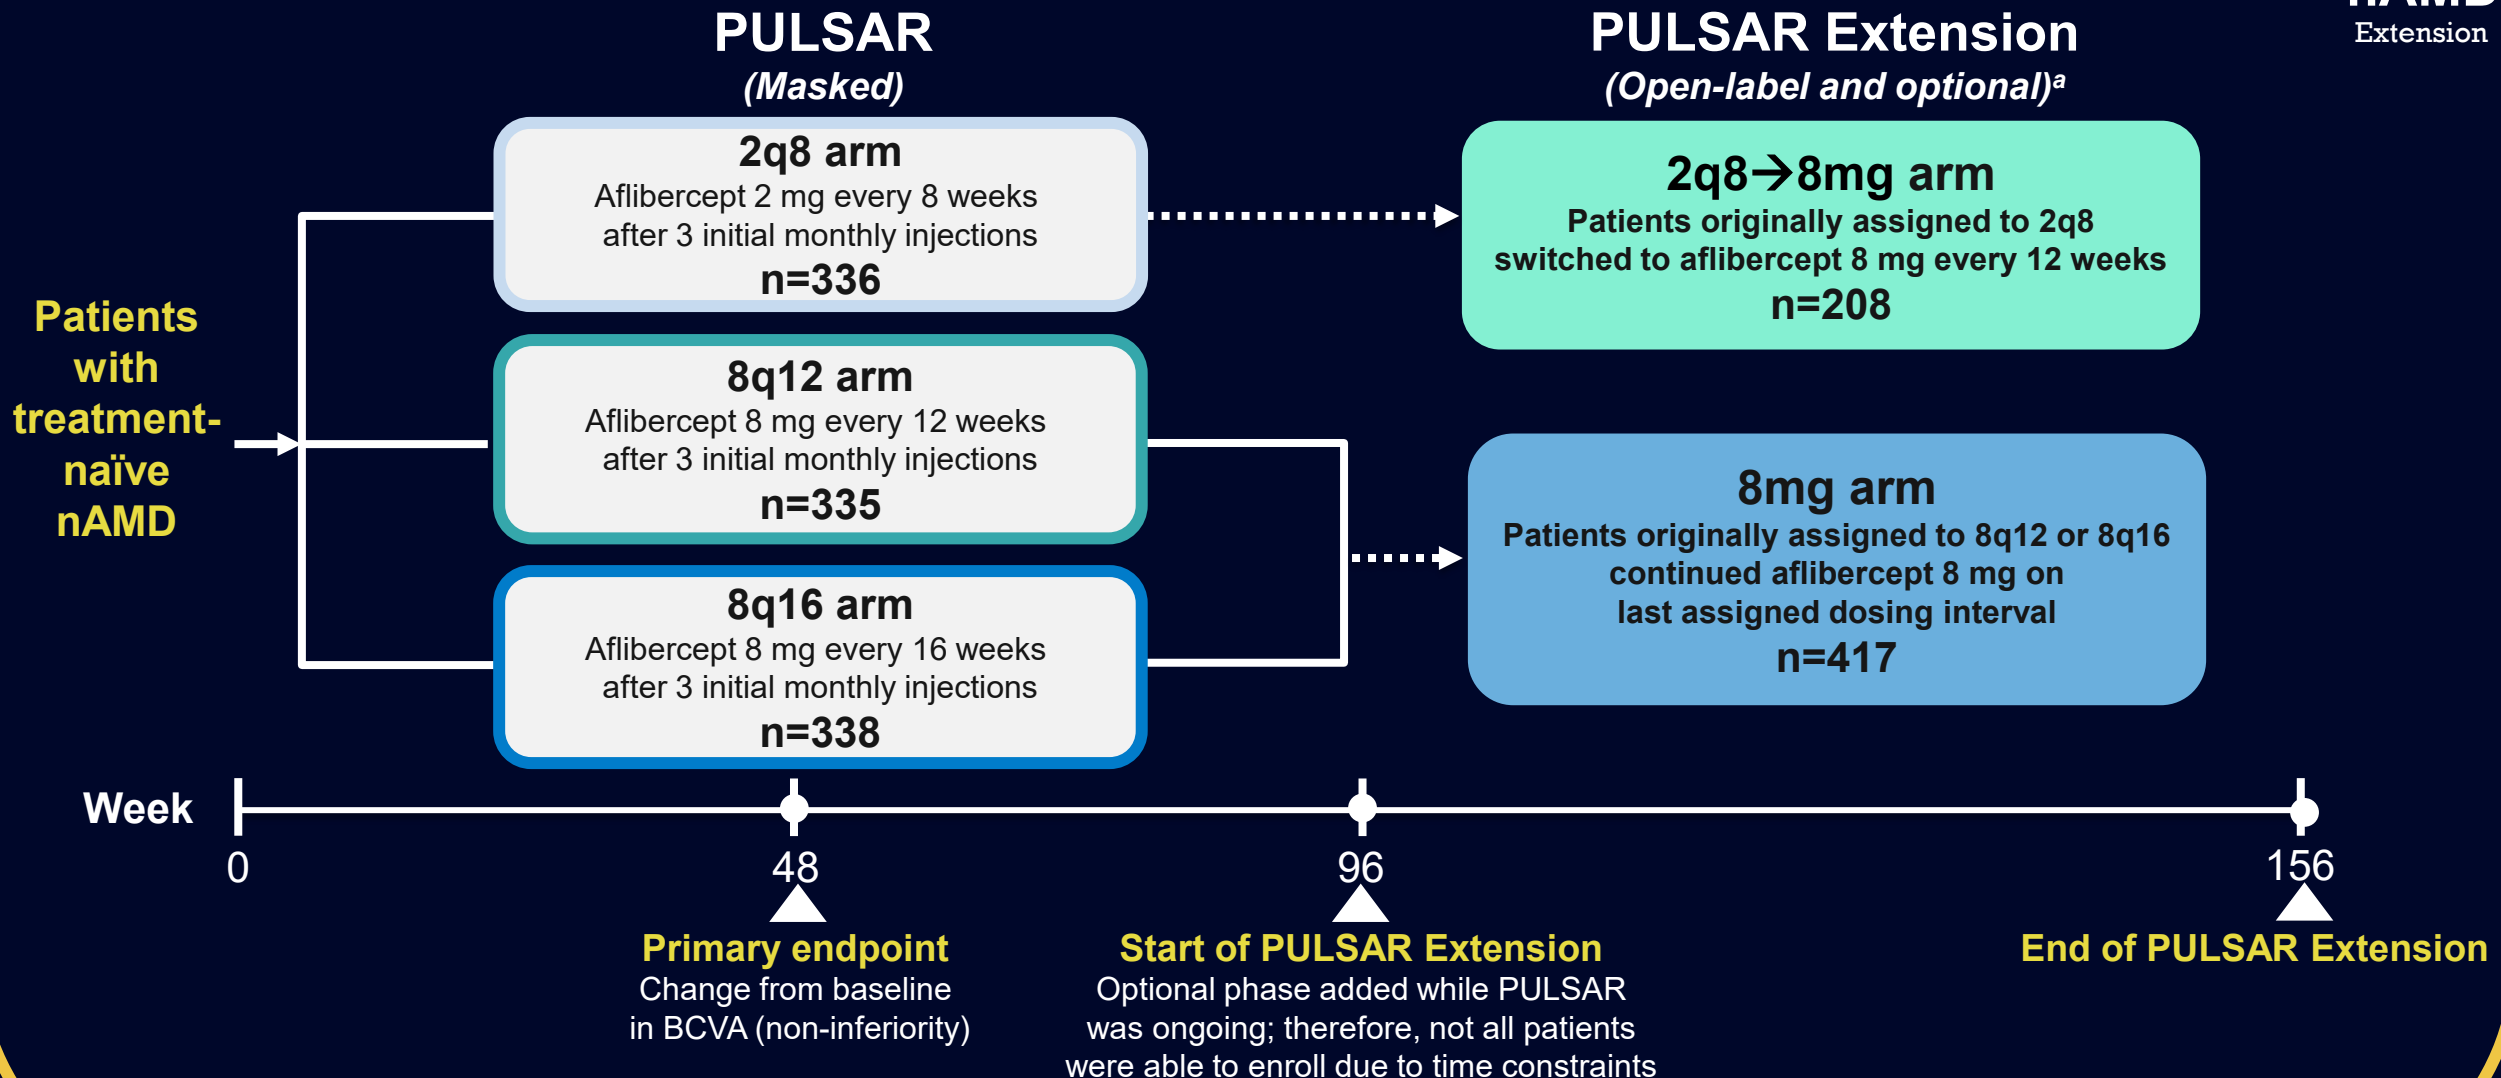 PULSAR
(Masked)
PULSAR Extension
(Open-label and optional)ᵃ
nAMD
Extension
Patients
with
treatment-
naïve
nAMD
2q8 arm
Aflibercept 2 mg every 8 weeks
after 3 initial monthly injections
n=336
8q12 arm
Aflibercept 8 mg every 12 weeks
after 3 initial monthly injections
n=335
8q16 arm
Aflibercept 8 mg every 16 weeks
after 3 initial monthly injections
n=338
2q8→8mg arm
Patients originally assigned to 2q8
switched to aflibercept 8 mg every 12 weeks
n=208
8mg arm
Patients originally assigned to 8q12 or 8q16
continued aflibercept 8 mg on
last assigned dosing interval
n=417
Week
0
48
96
156
Primary endpoint
Change from baseline
in BCVA (non-inferiority)
Start of PULSAR Extension
Optional phase added while PULSAR
was ongoing; therefore, not all patients
were able to enroll due to time constraints
End of PULSAR Extension